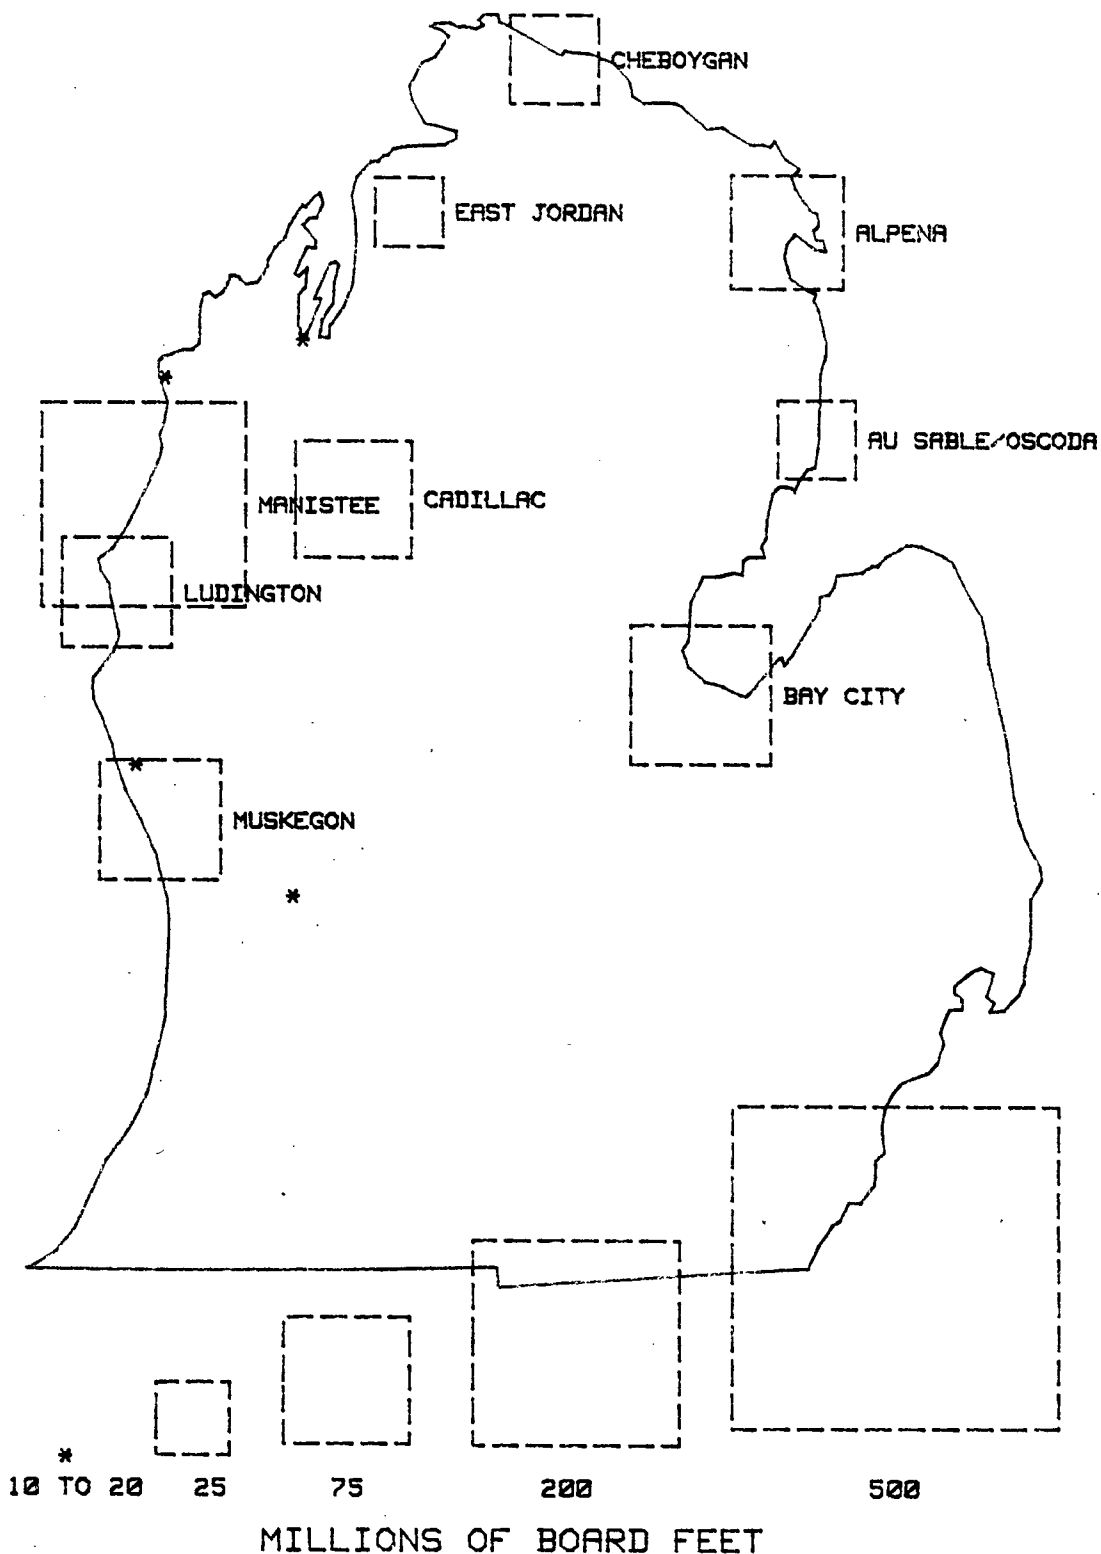 CHEBOYGAN
EAST JORDAN
ALPENA
AU SABLE/OSCODA
MANISTEE
CADILLAC
LUDINGTON
BAY CITY
MUSKEGON
10 TO 20 25 75 200 500
MILLIONS OF BOARD FEET